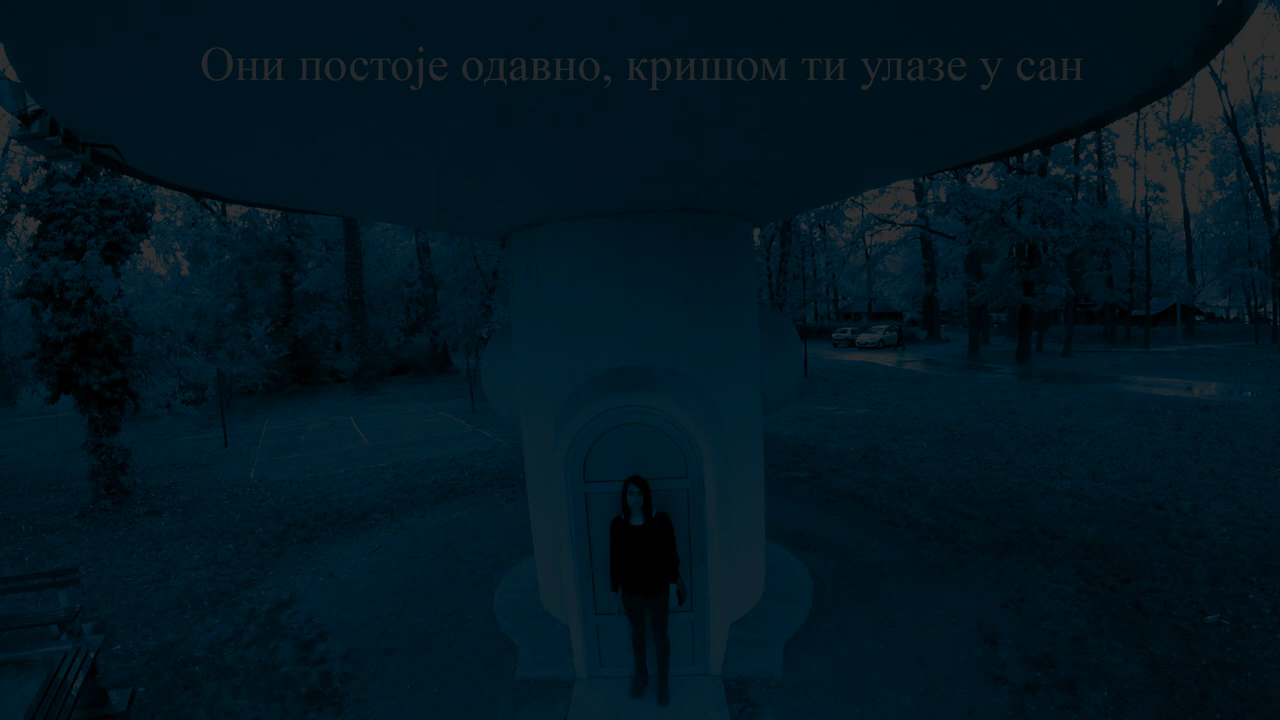 Они постоје одавно, кришом ти улазе у сан